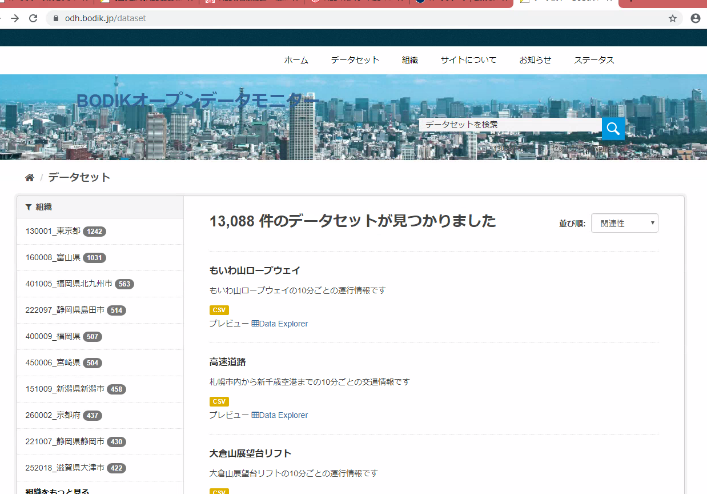 odh.bodik.jp/dataset
ホーム データセット 組織 サイトについて お知らせ ステータス
BODIKオープンデータモニター
データセットを検索
/ データセット
組織
130001_東京都 1242
160008_富山県 1031
401005_福岡県北九州市 563
222097_静岡県島田市 514
400009_福岡県 507
450006_宮崎県 504
151009_新潟県新潟市 458
260002_京都府 437
221007_静岡県静岡市 430
252018_滋賀県大津市 422
組織をもっと見る
13,088 件のデータセットが見つかりました
並び順: 関連性
もいわ山ロープウェイ
もいわ山ロープウェイの10分ごとの運行情報です
CSV
プレビュー Data Explorer
高速道路
札幌市内から新千歳空港までの10分ごとの交通情報です
CSV
プレビュー Data Explorer
大倉山展望台リフト
大倉山展望台リフトの10分ごとの運行情報です
CSV